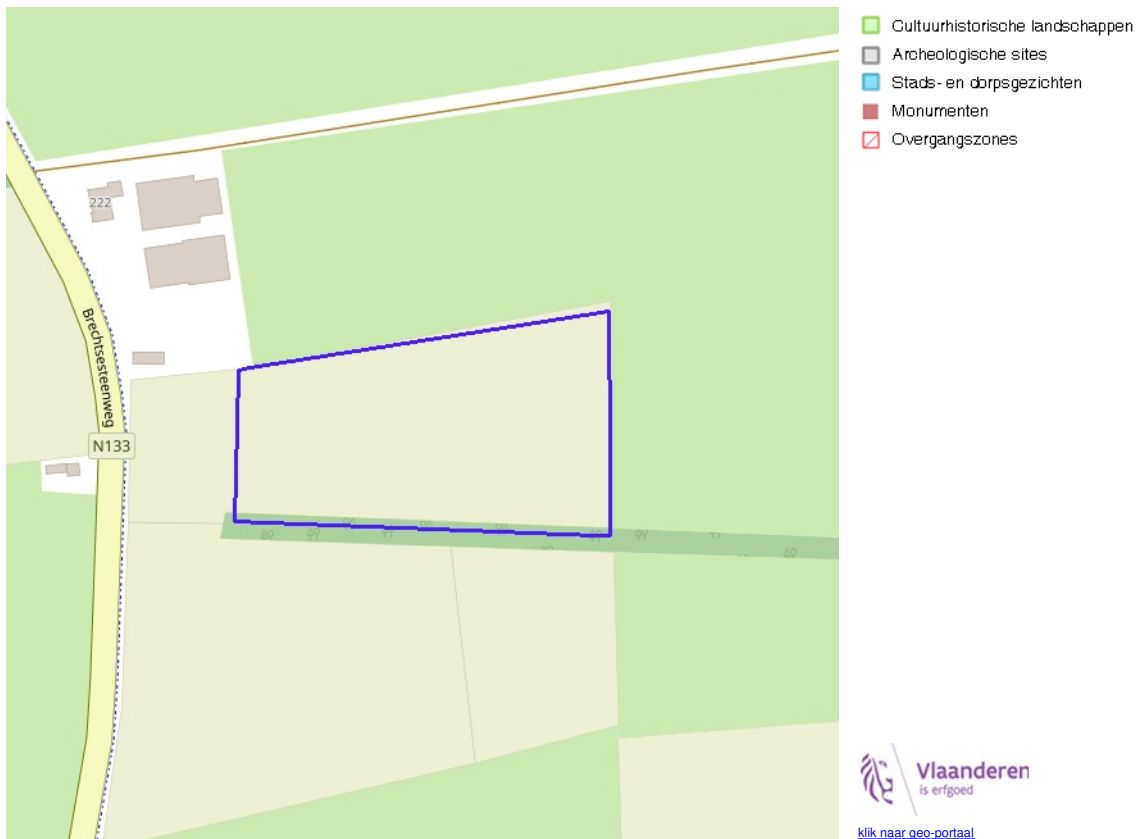 Cultuurhistorische landschappen
Archeologische sites
Stads- en dorpsgezichten
Monumenten
Overgangszones
222
Brechtsesteenweg
N133
Vlaanderen
is erfgoed
klik naar geo-portaal